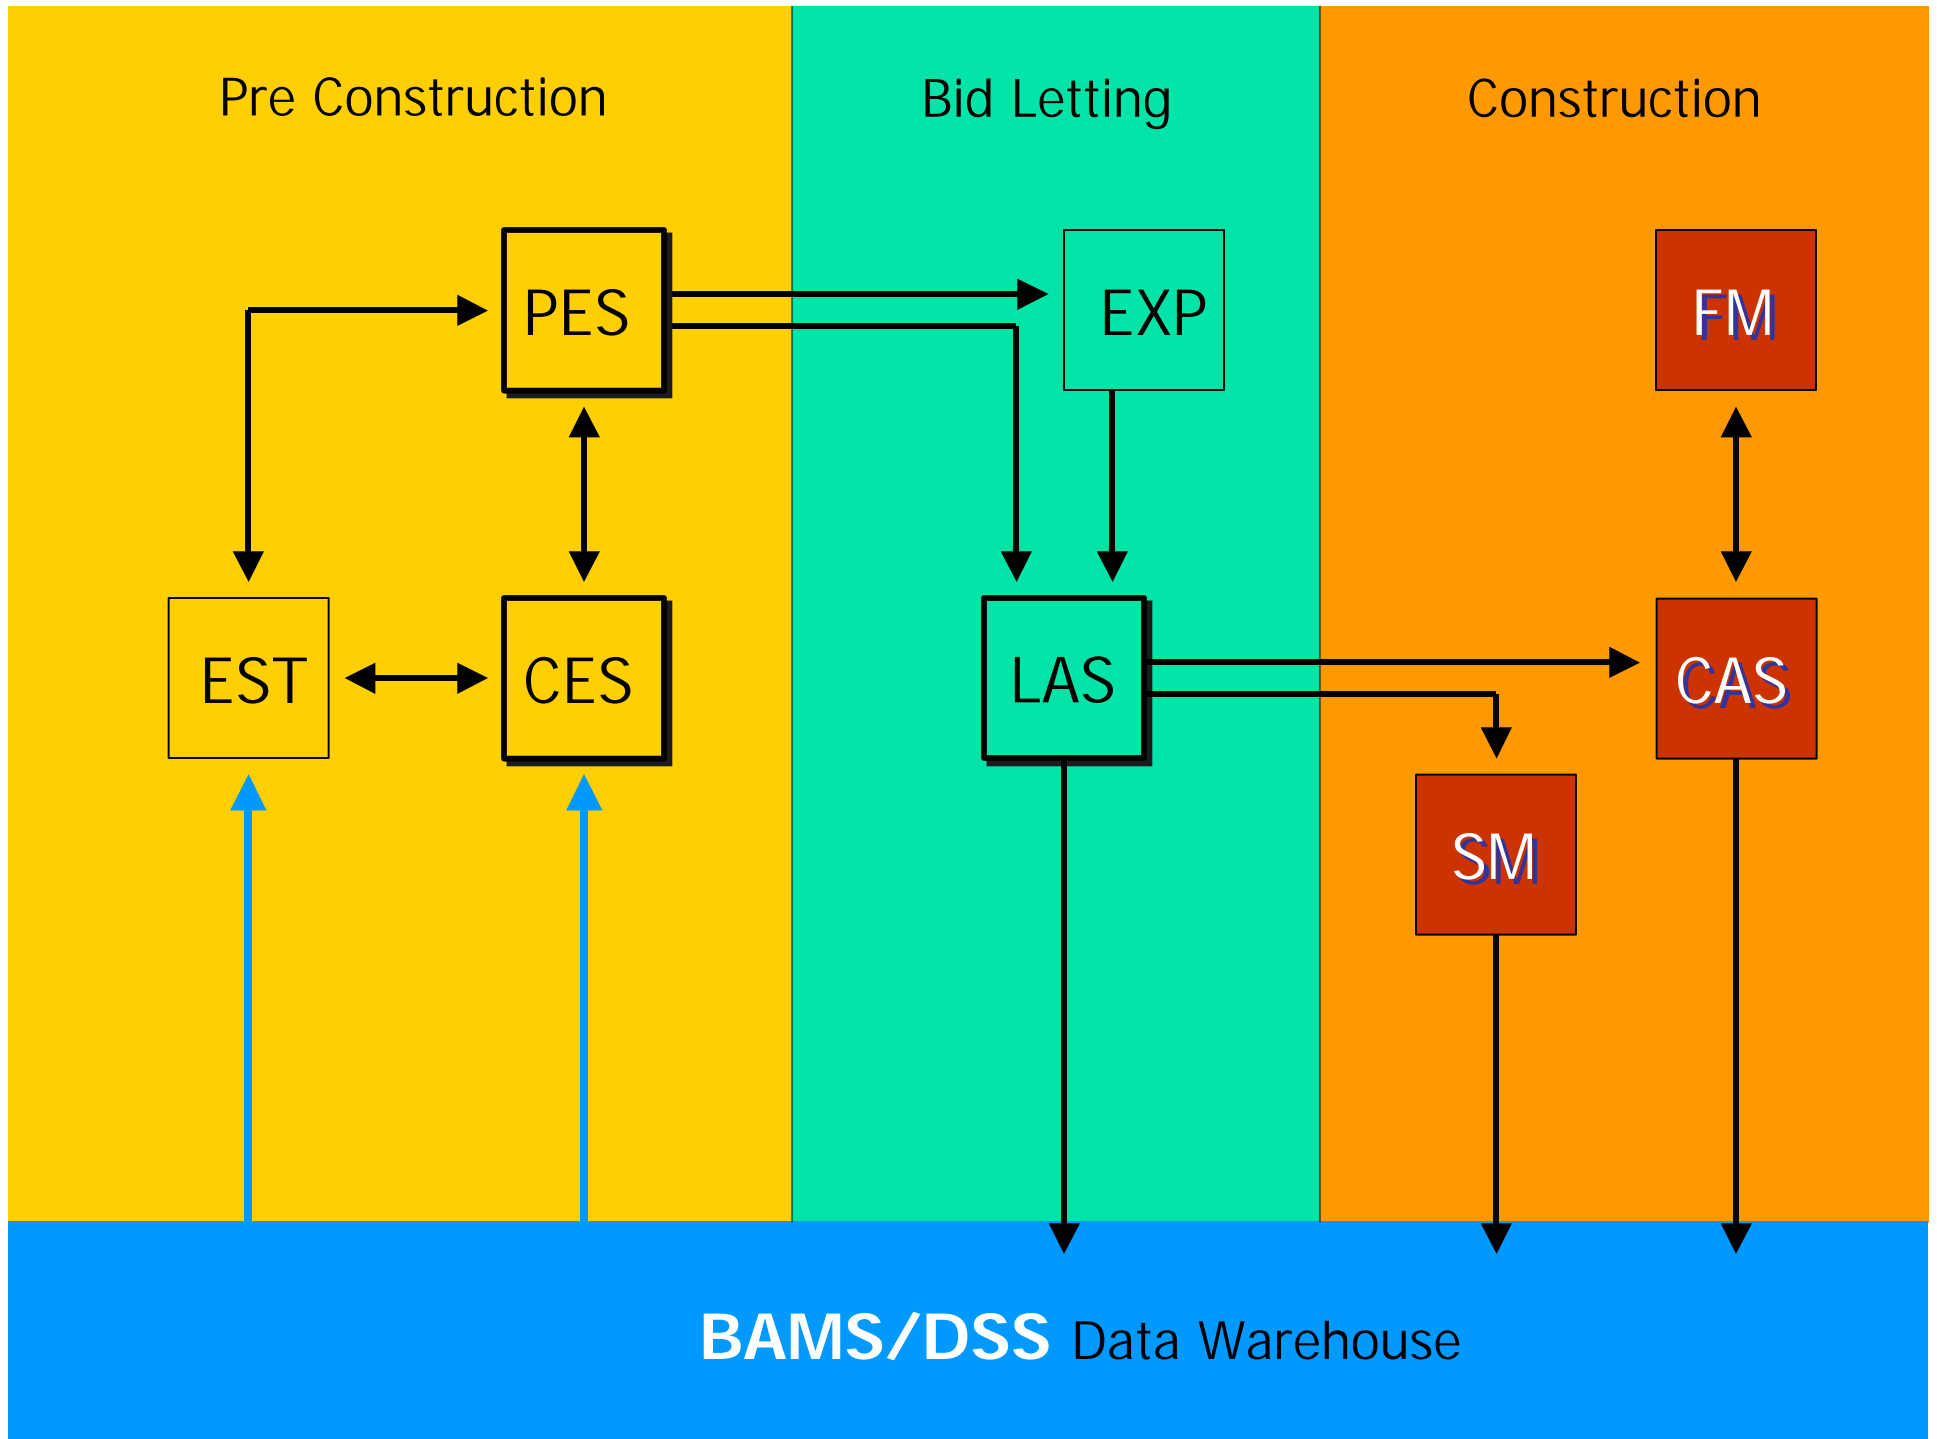 Pre Construction
Bid Letting
Construction
PES
EXP
FM
EST
CES
LAS
CAS
SM
BAMS/DSS Data Warehouse